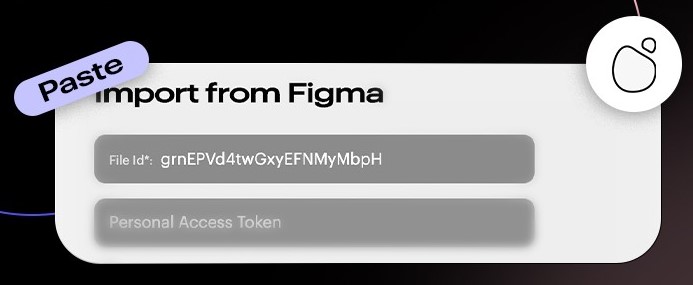 Paste
Import from Figma
File Id*: grnEPVd4twGxyEFNMyMbpH
Personal Access Token